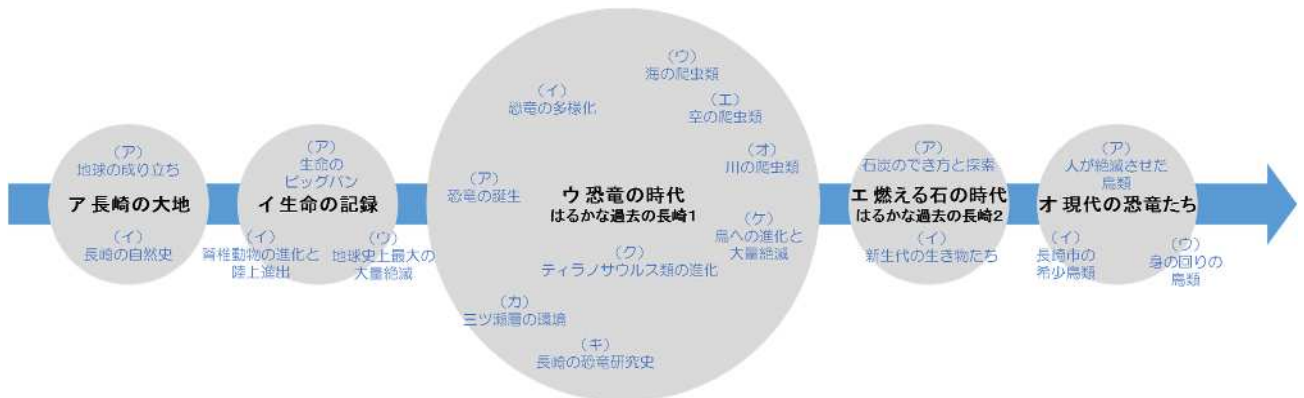 (ア)
地球の成り立ち
ア 長崎の大地
(イ)
長崎の自然史
(ア)
生命の
ビッグバン
イ 生命の記録
(イ)
脊椎動物の進化と
陸上進出
(ウ)
地球史上最大の
大量絶滅
(ア)
恐竜の誕生
(イ)
恐竜の多様化
(ウ)
海の爬虫類
(エ)
空の爬虫類
(オ)
川の爬虫類
ウ 恐竜の時代
はるかな過去の長崎1
(カ)
三ツ瀬層の環境
(キ)
長崎の恐竜研究史
(ク)
ティラノサウルス類の進化
(ケ)
鳥への進化と
大量絶滅
(ア)
石炭のでき方と探索
エ 燃える石の時代
はるかな過去の長崎2
(イ)
新生代の生き物たち
(ア)
人が絶滅させた
鳥類
オ 現代の恐竜たち
(イ)
長崎市の
希少鳥類
(ウ)
身の回りの
鳥類